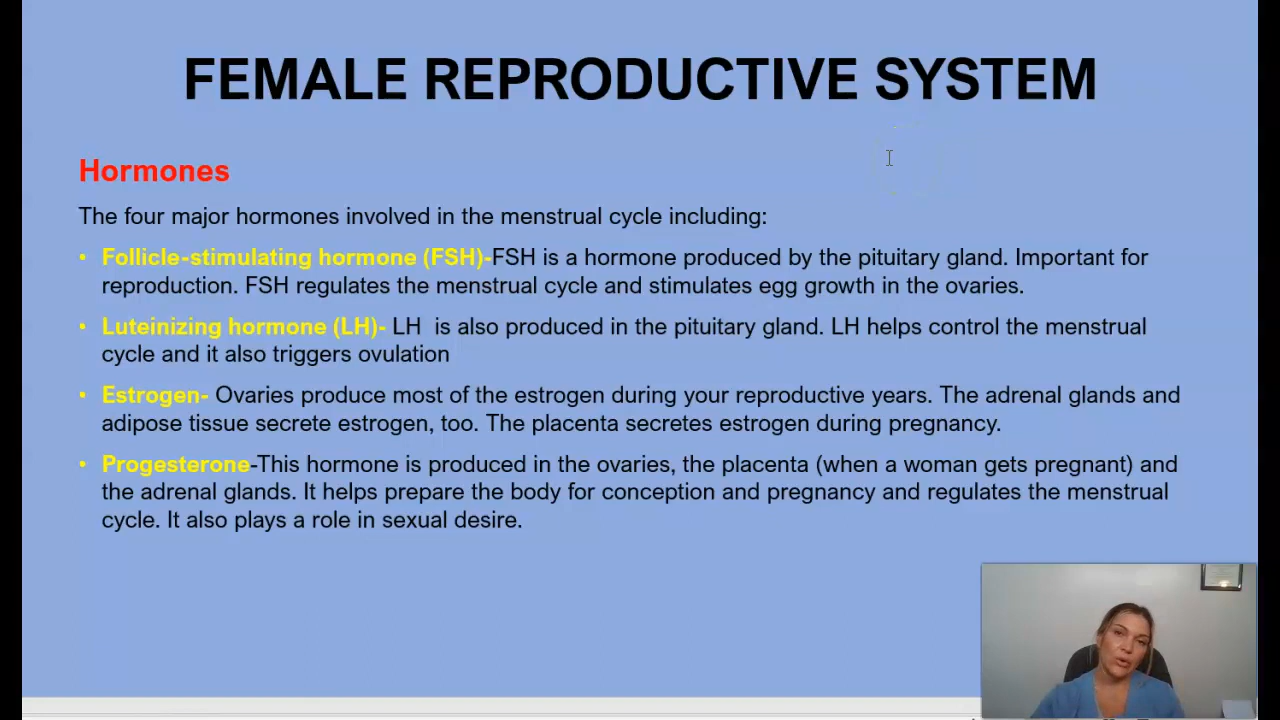 FEMALE REPRODUCTIVE SYSTEM
Hormones
The four major hormones involved in the menstrual cycle including:
• Follicle-stimulating hormone (FSH)-FSH is a hormone produced by the pituitary gland. Important for
reproduction. FSH regulates the menstrual cycle and stimulates egg growth in the ovaries.
• Luteinizing hormone (LH)- LH  is also produced in the pituitary gland. LH helps control the menstrual
cycle and it also triggers ovulation
• Estrogen- Ovaries produce most of the estrogen during your reproductive years. The adrenal glands and
adipose tissue secrete estrogen, too. The placenta secretes estrogen during pregnancy.
• Progesterone-This hormone is produced in the ovaries, the placenta (when a woman gets pregnant) and
the adrenal glands. It helps prepare the body for conception and pregnancy and regulates the menstrual
cycle. It also plays a role in sexual desire.